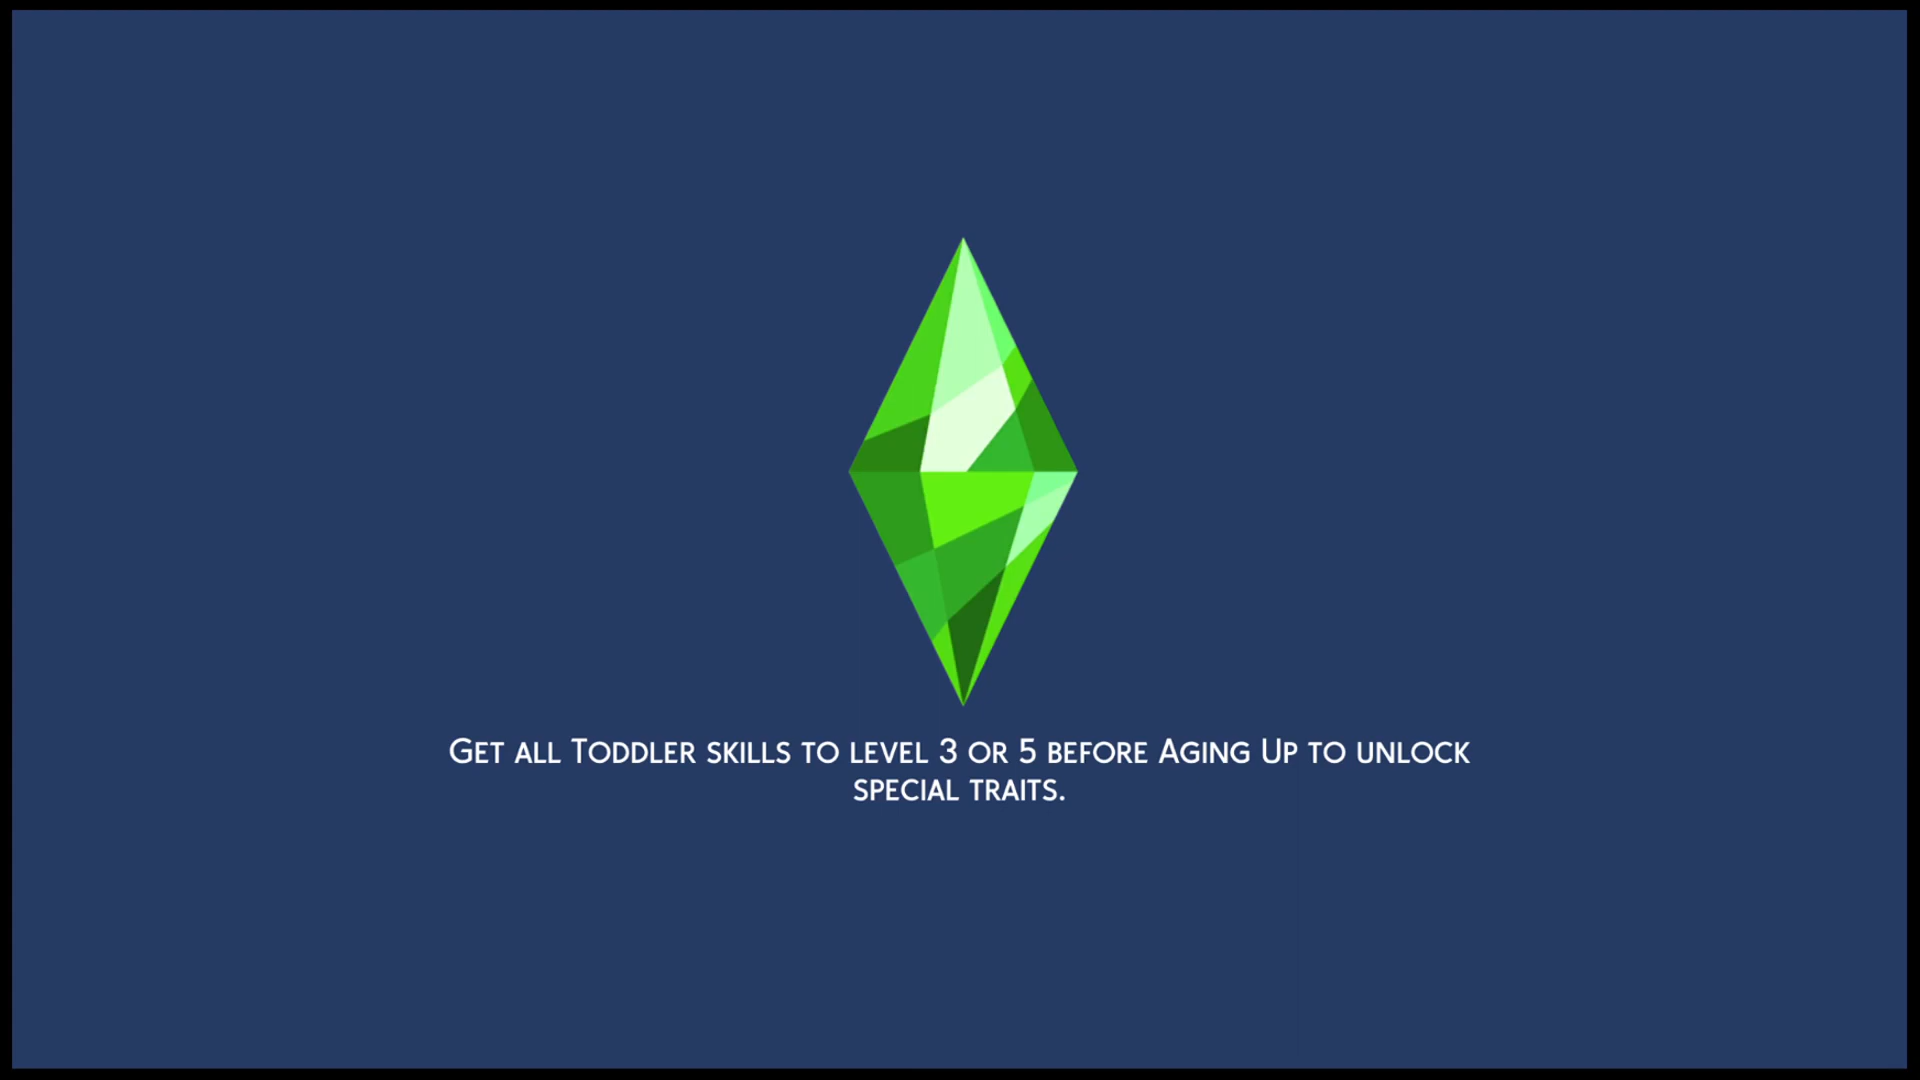 Get all Toddler skills to level 3 or 5 before Aging Up to unlock
special traits.